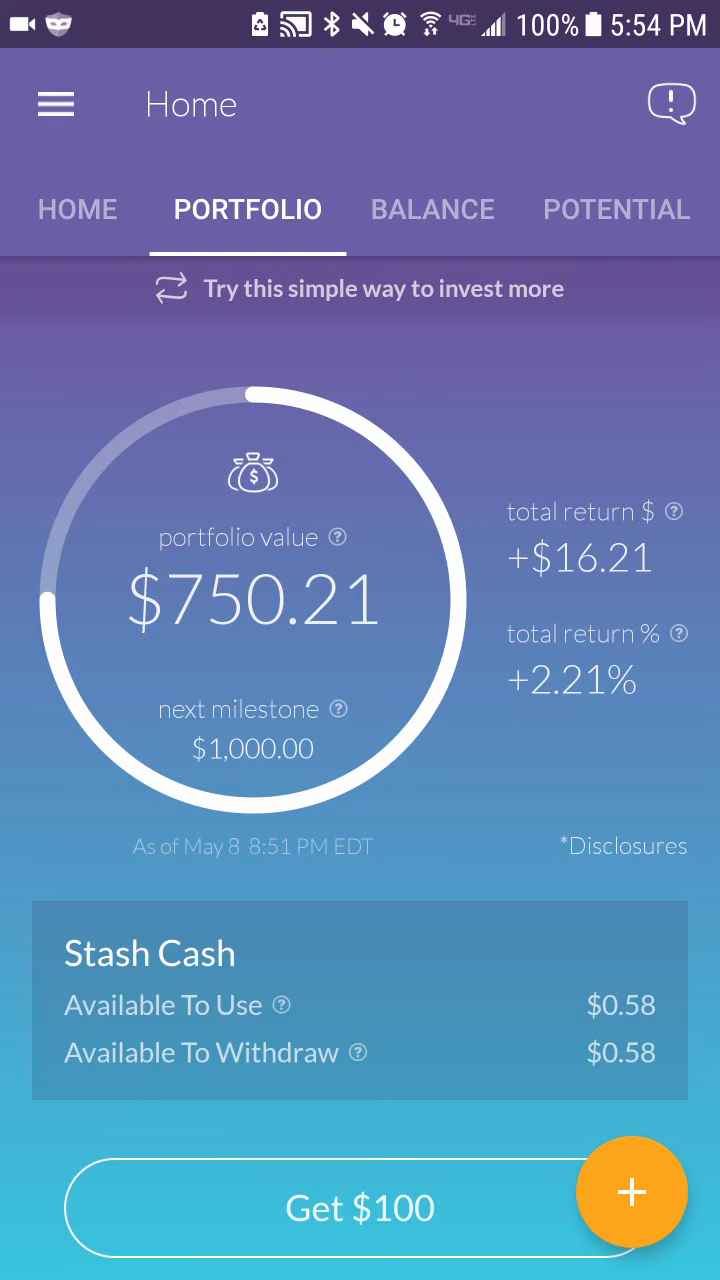 100% 5:54 PM
Home
HOME PORTFOLIO BALANCE POTENTIAL
Try this simple way to invest more
portfolio value
$750.21
next milestone
$1,000.00
total return $
+$16.21
total return %
+2.21%
As of May 8 8:51 PM EDT
*Disclosures
Stash Cash
Available To Use $0.58
Available To Withdraw $0.58
Get $100
+